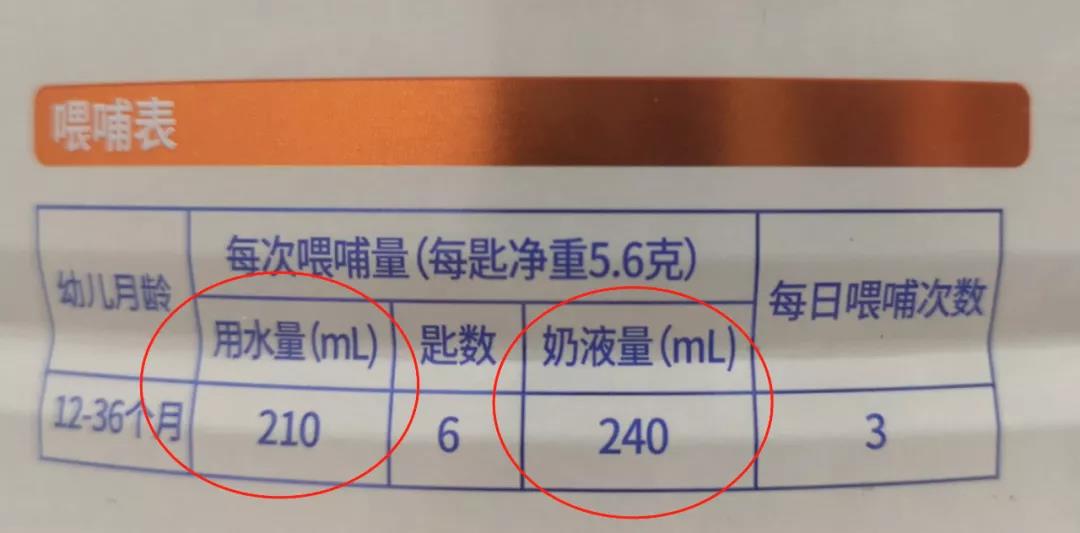 喂哺表
幼儿月龄
每次喂哺量(每匙净重5.6克)
每日喂哺次数
用水量(mL)
匙数
奶液量(mL)
12-36个月
210
6
240
3